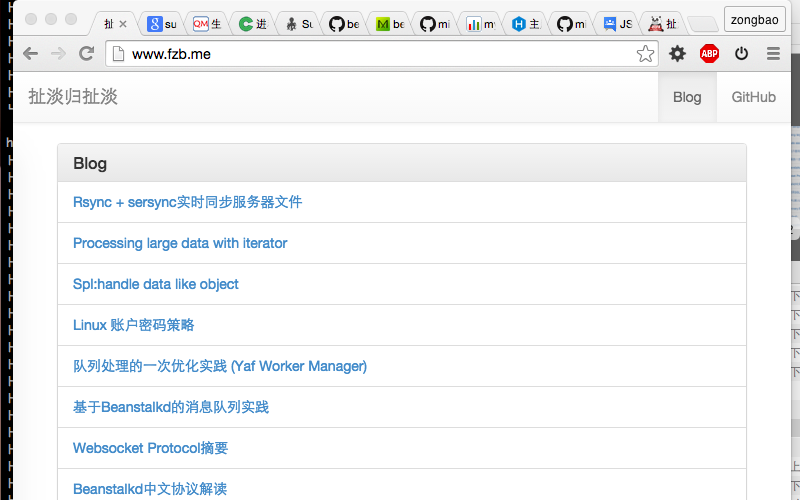 扯
su
生
进
Su
be
be
mi
my
主
mi
JS
扯
zongbao
www.fzb.me
ABP
扯淡归扯淡
Blog
GitHub
Blog
Rsync + sersync实时同步服务器文件
Processing large data with iterator
Spl:handle data like object
Linux 账户密码策略
队列处理的一次优化实践 (Yaf Worker Manager)
基于Beanstalkd的消息队列实践
Websocket Protocol摘要
Beanstalkd中文协议解读